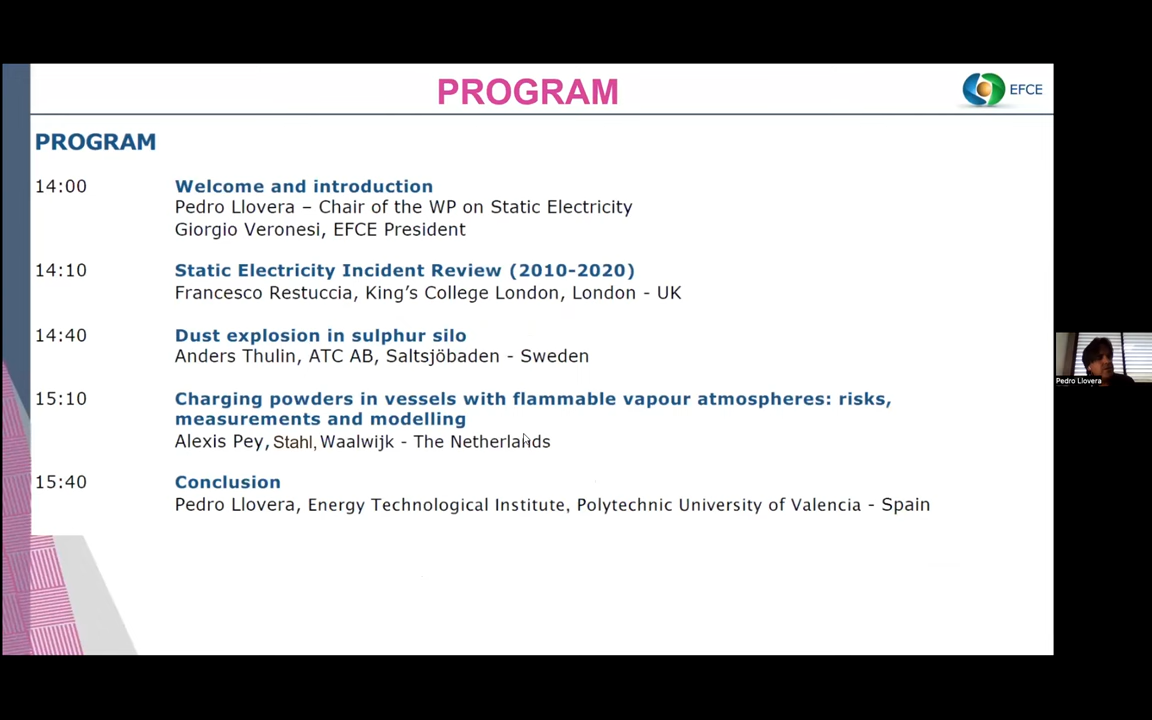 PROGRAM
EFCE
PROGRAM
14:00 Welcome and introduction
Pedro Llovera – Chair of the WP on Static Electricity
Giorgio Veronesi, EFCE President
14:10 Static Electricity Incident Review (2010-2020)
Francesco Restuccia, King's College London, London - UK
14:40 Dust explosion in sulphur silo
Anders Thulin, ATC AB, Saltsjöbaden - Sweden
15:10 Charging powders in vessels with flammable vapour atmospheres: risks,
measurements and modelling
Alexis Pey, Stahl, Waalwijk - The Netherlands
15:40 Conclusion
Pedro Llovera, Energy Technological Institute, Polytechnic University of Valencia - Spain
Pedro Llovera